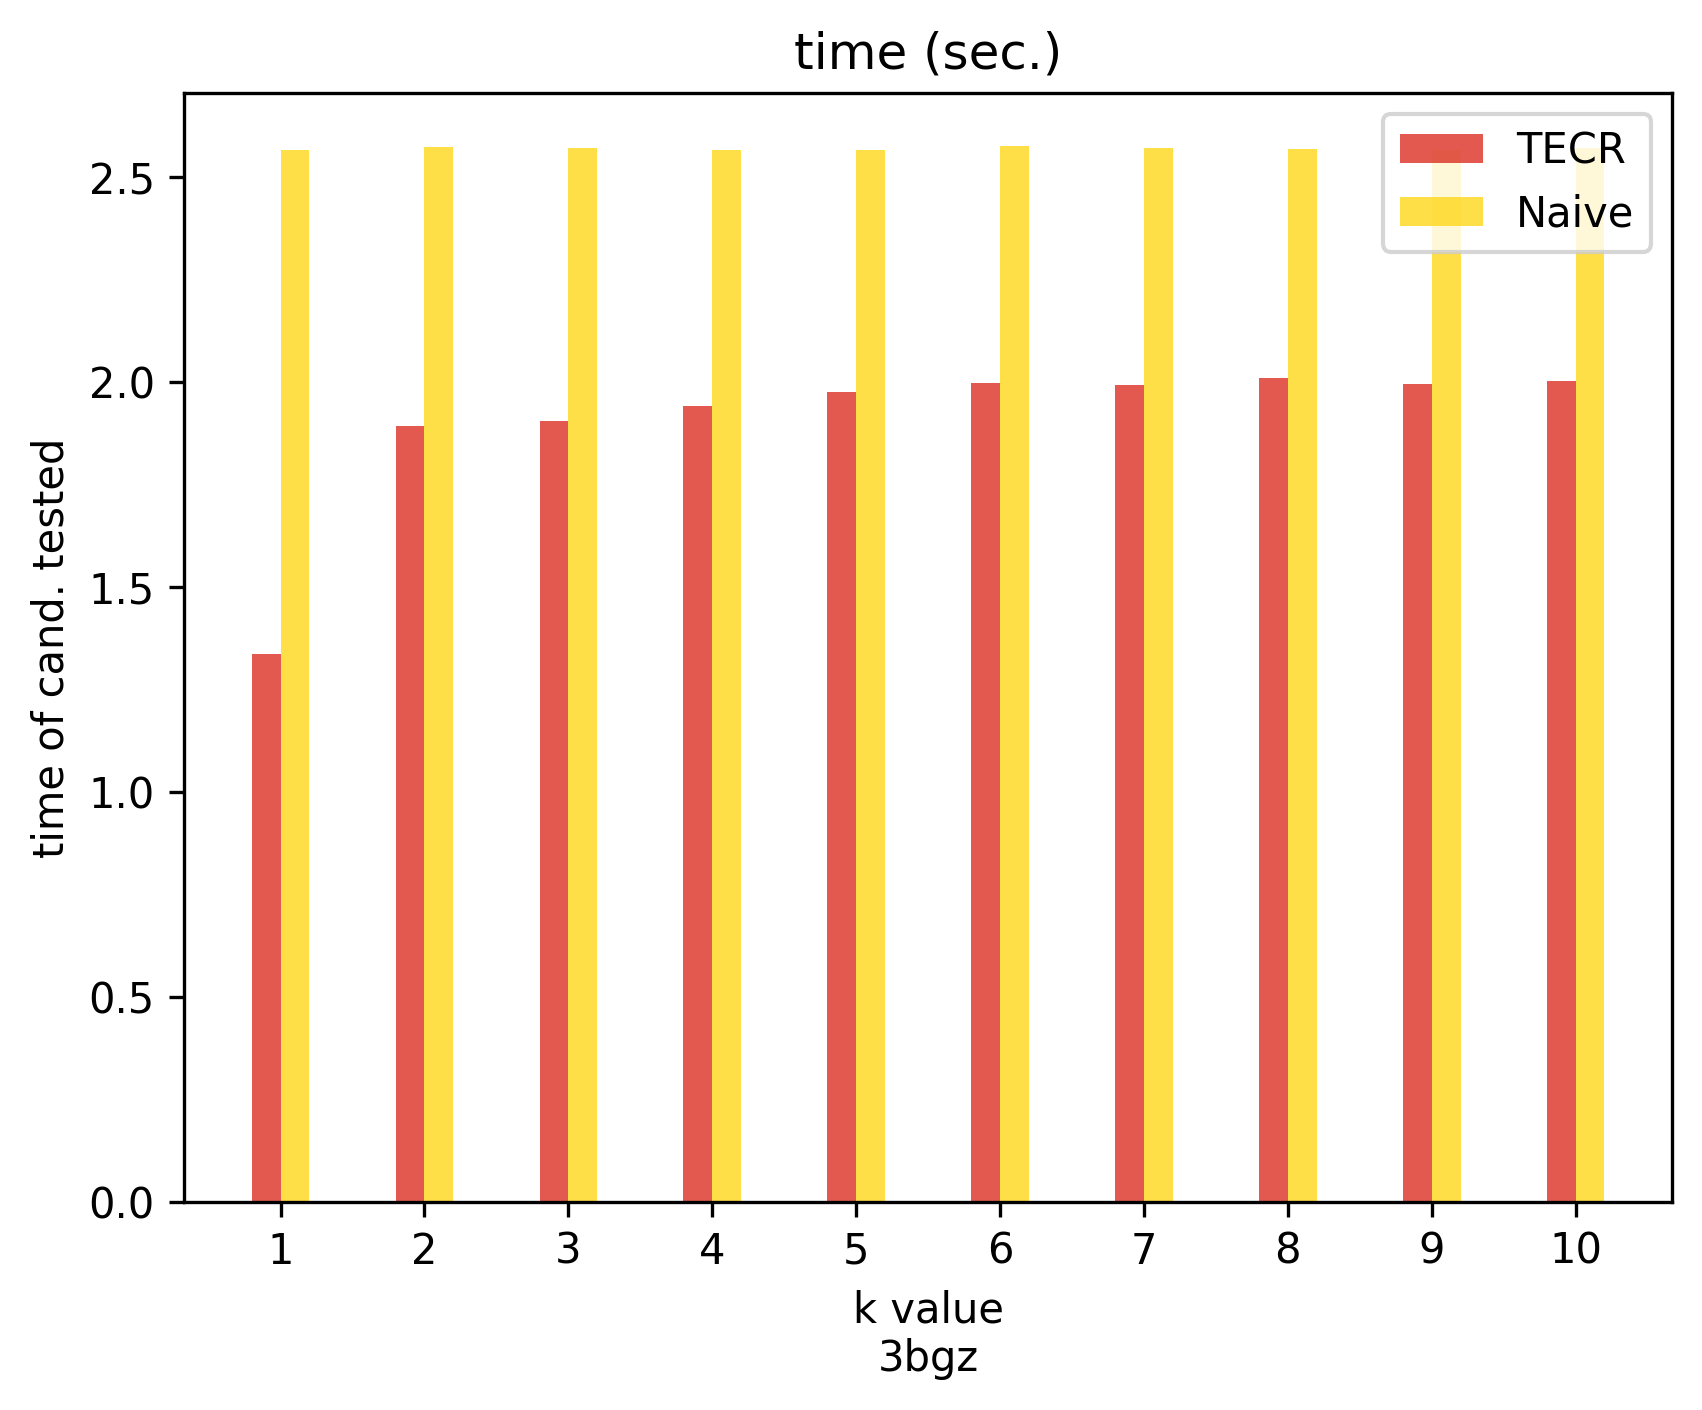 time (sec.)
TECR
Naive
2.5
2.0
1.5
1.0
0.5
0.0
time of cand. tested
1 2 3 4 5 6 7 8 9 10
k value
3bgz